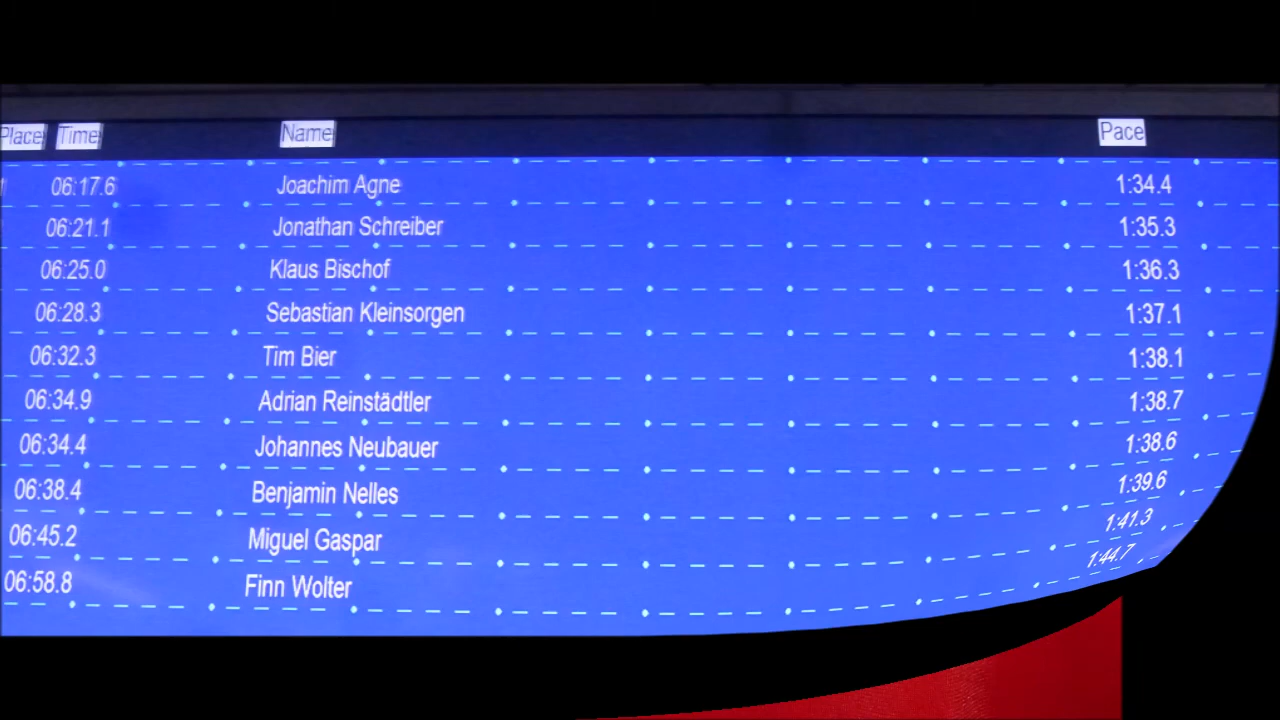 Place Time Name Pace
06:17.6 Joachim Agne 1:34.4
06:21.1 Jonathan Schreiber 1:35.3
06:25.0 Klaus Bischof 1:36.3
06:28.3 Sebastian Kleinsorgen 1:37.1
06:32.3 Tim Bier 1:38.1
06:34.9 Adrian Reinstädtler 1:38.7
06:34.4 Johannes Neubauer 1:38.6
06:38.4 Benjamin Nelles 1:39.6
06:45.2 Miguel Gaspar 1:41.3
06:58.8 Finn Wolter 1:44.7